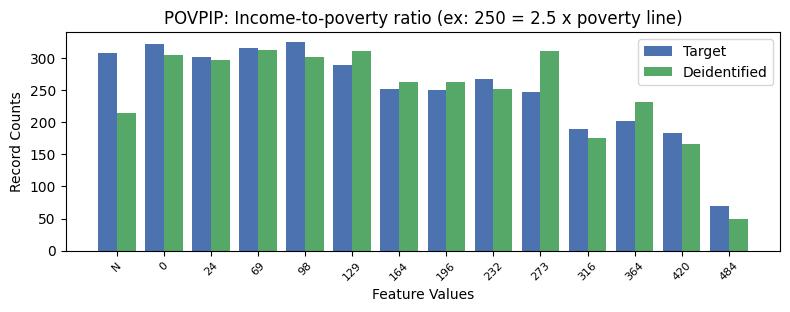 POVPIP: Income-to-poverty ratio (ex: 250 = 2.5 x poverty line)
Target
Deidentified
Record Counts
300
250
200
150
100
50
0
N 0 24 69 98 129 164 196 232 273 316 364 420 484
Feature Values